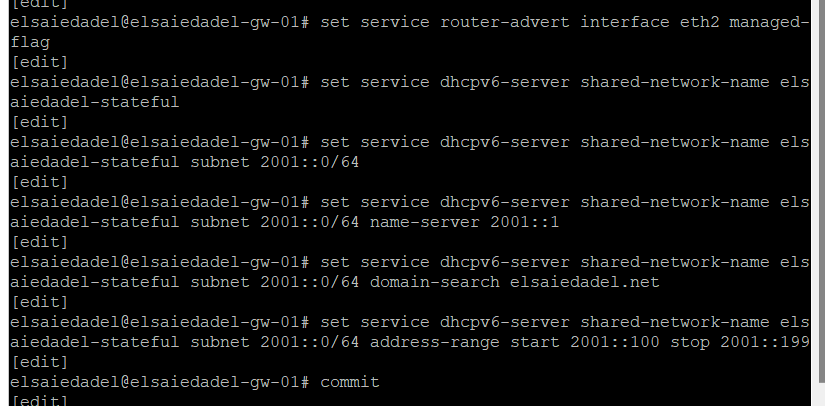 [edit]
elsaiedadel@elsaiedadel-gw-01# set service router-advert interface eth2 managed-
flag
[edit]
elsaiedadel@elsaiedadel-gw-01# set service dhcpv6-server shared-network-name els
aiedadel-stateful
[edit]
elsaiedadel@elsaiedadel-gw-01# set service dhcpv6-server shared-network-name els
aiedadel-stateful subnet 2001::0/64
[edit]
elsaiedadel@elsaiedadel-gw-01# set service dhcpv6-server shared-network-name els
aiedadel-stateful subnet 2001::0/64 name-server 2001::1
[edit]
elsaiedadel@elsaiedadel-gw-01# set service dhcpv6-server shared-network-name els
aiedadel-stateful subnet 2001::0/64 domain-search elsaiedadel.net
[edit]
elsaiedadel@elsaiedadel-gw-01# set service dhcpv6-server shared-network-name els
aiedadel-stateful subnet 2001::0/64 address-range start 2001::100 stop 2001::199
[edit]
elsaiedadel@elsaiedadel-gw-01# commit
[edit]